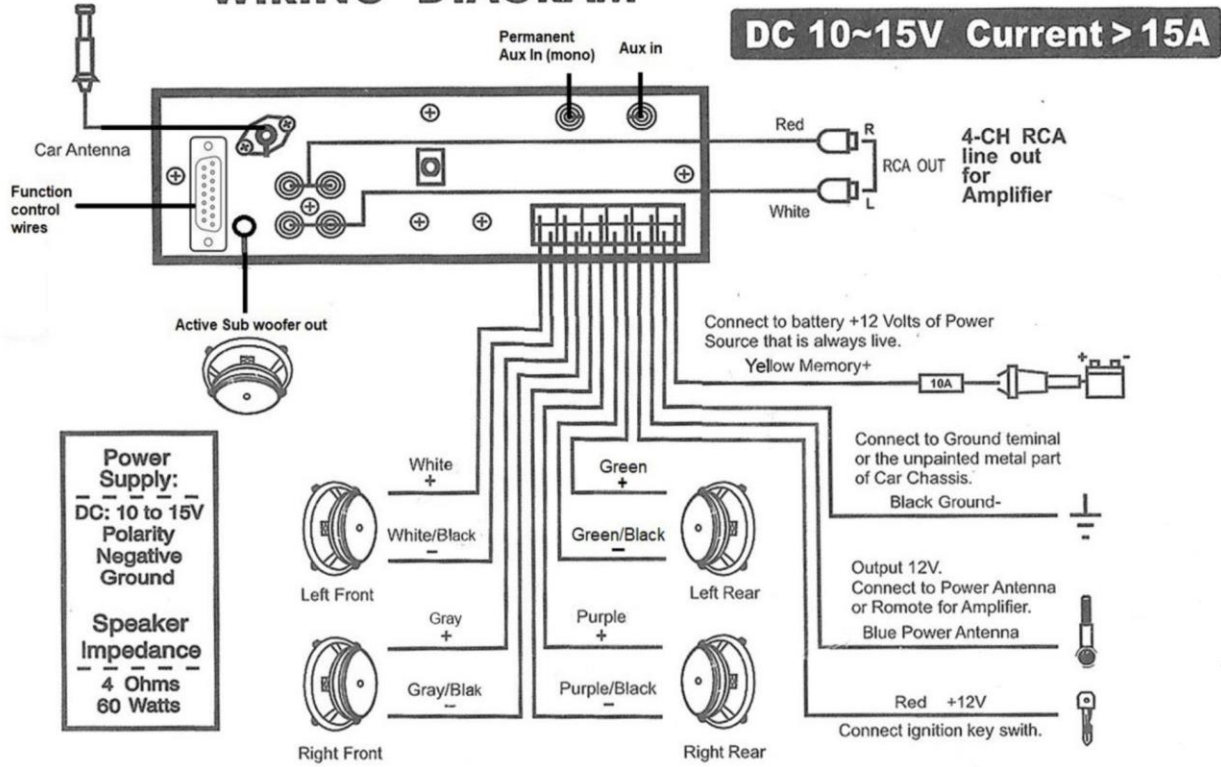 WIRING DIAGRAM
DC 10~15V Current > 15A
Permanent
Aux In (mono)
Aux in
Car Antenna
Function
control
wires
Red
R
RCA OUT
White
L
4-CH RCA
line out
for
Amplifier
Active Sub woofer out
Connect to battery +12 Volts of Power
Source that is always live.
Yellow Memory+
10A
+ -
Power
Supply:
DC: 10 to 15V
Polarity
Negative
Ground
Speaker
Impedance
4 Ohms
60 Watts
White
+
White/Black
-
Left Front
Green
+
Green/Black
-
Left Rear
Gray
+
Gray/Blak
-
Right Front
Purple
+
Purple/Black
-
Right Rear
Connect to Ground teminal
or the unpainted metal part
of Car Chassis.
Black Ground-
Output 12V.
Connect to Power Antenna
or Romote for Amplifier.
Blue Power Antenna
Red +12V
Connect ignition key swith.